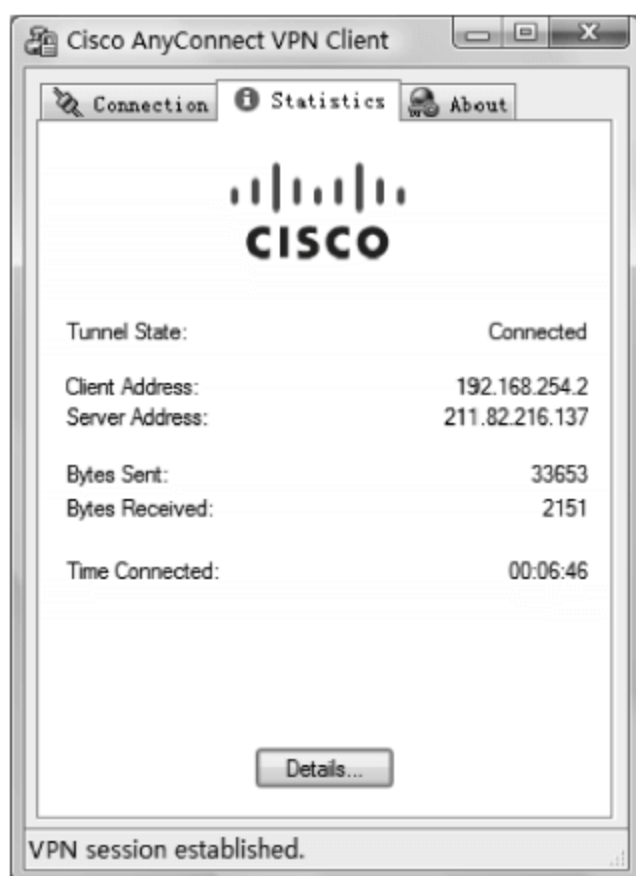 Cisco AnyConnect VPN Client
Connection Statistics About
CISCO
Tunnel State: Connected
Client Address: 192.168.254.2
Server Address: 211.82.216.137
Bytes Sent: 33653
Bytes Received: 2151
Time Connected: 00:06:46
Details...
VPN session established.